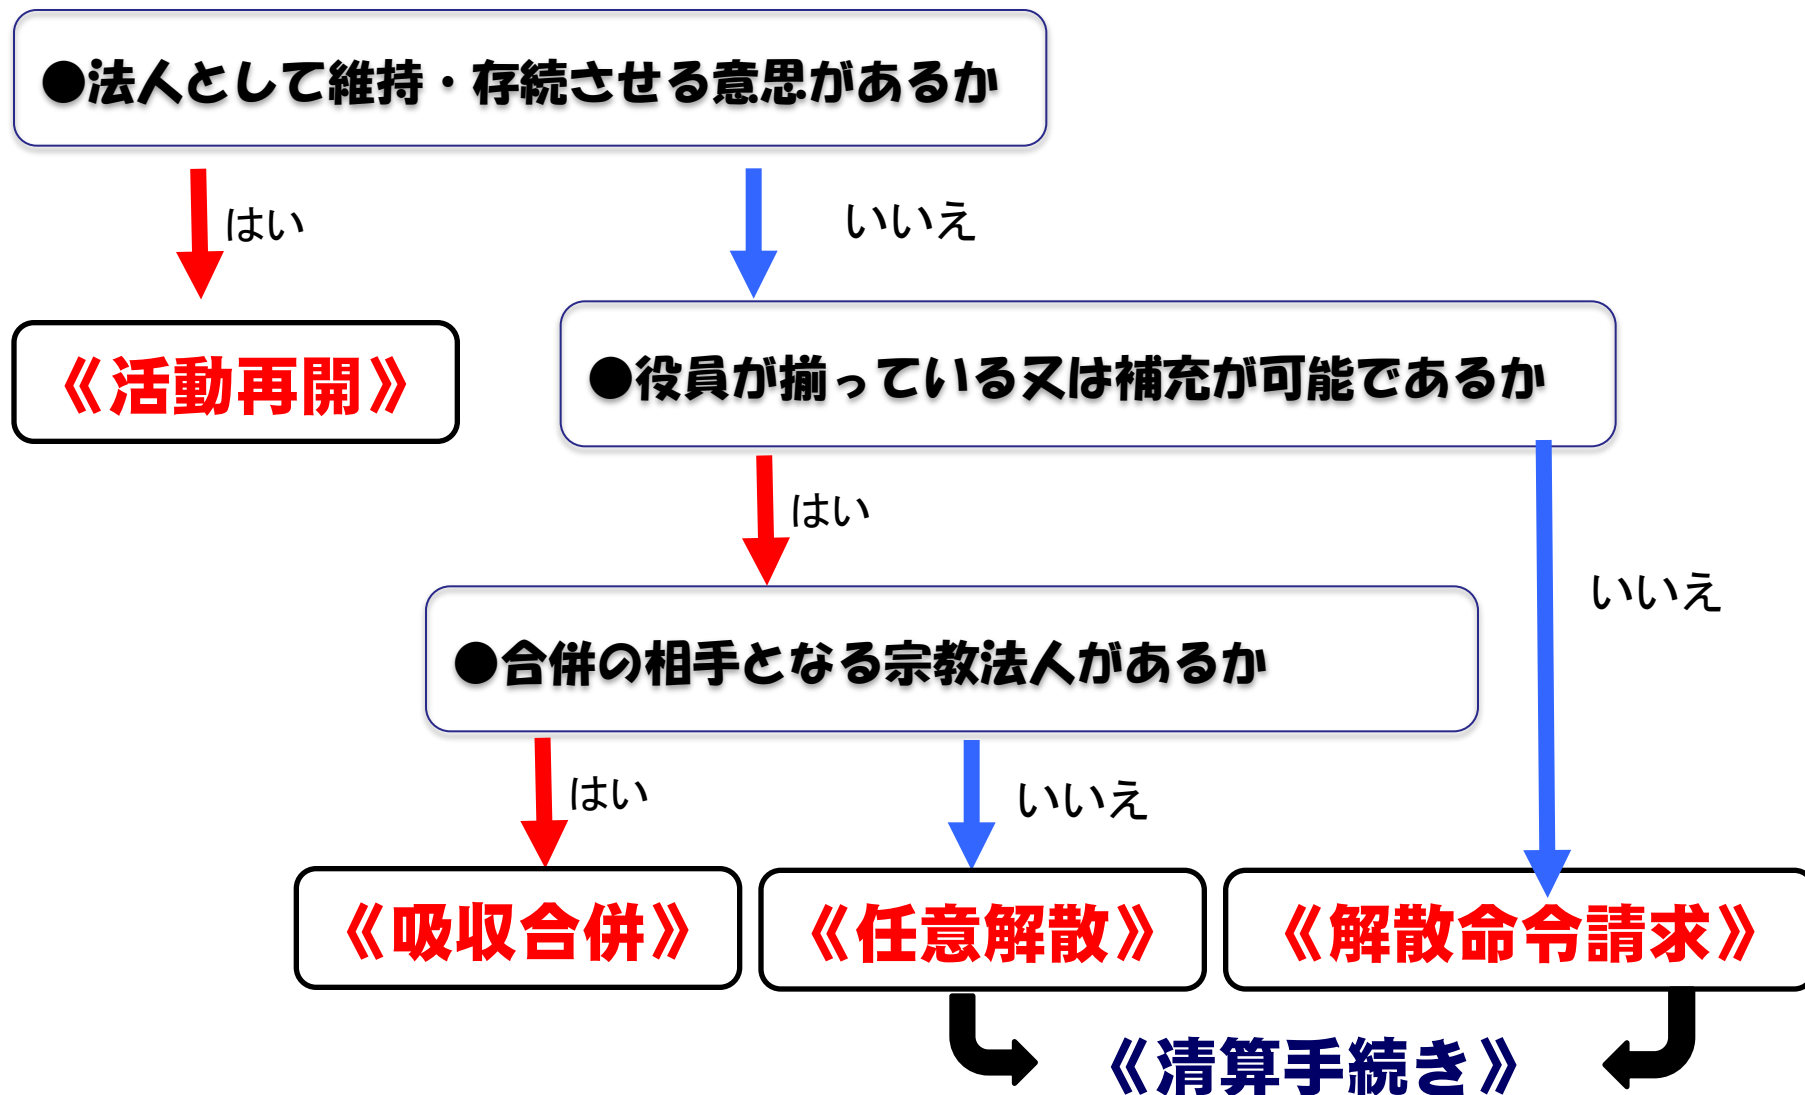 ●法人として維持・存続させる意思があるか
はい
いいえ
《活動再開》
●役員が揃っている又は補充が可能であるか
はい
いいえ
●合併の相手となる宗教法人があるか
はい
いいえ
《吸収合併》
《任意解散》
《解散命令請求》
《清算手続き》